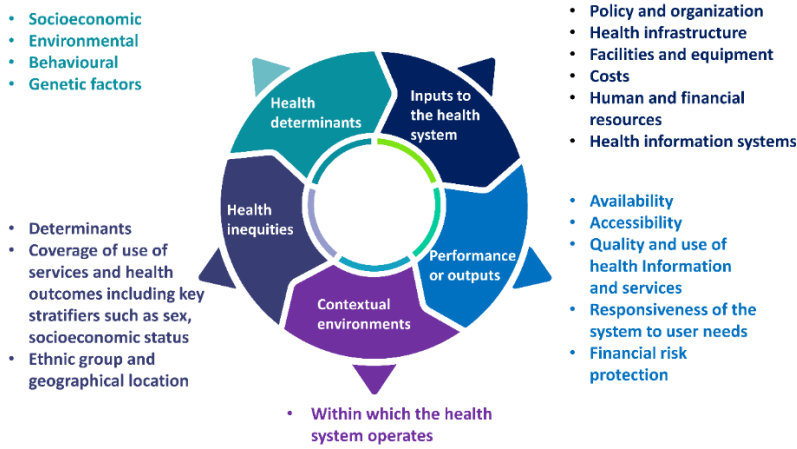 • Socioeconomic
• Environmental
• Behavioural
• Genetic factors
• Policy and organization
• Health infrastructure
• Facilities and equipment
• Costs
• Human and financial
resources
• Health information systems
Health
determinants
Inputs to
the health
system
Health
inequities
Performance
or outputs
Contextual
environments
• Determinants
• Coverage of use of
services and health
outcomes including key
stratifiers such as sex,
socioeconomic status
• Ethnic group and
geographical location
• Availability
• Accessibility
• Quality and use of
health Information
and services
• Responsiveness of the
system to user needs
• Financial risk
protection
• Within which the health
system operates